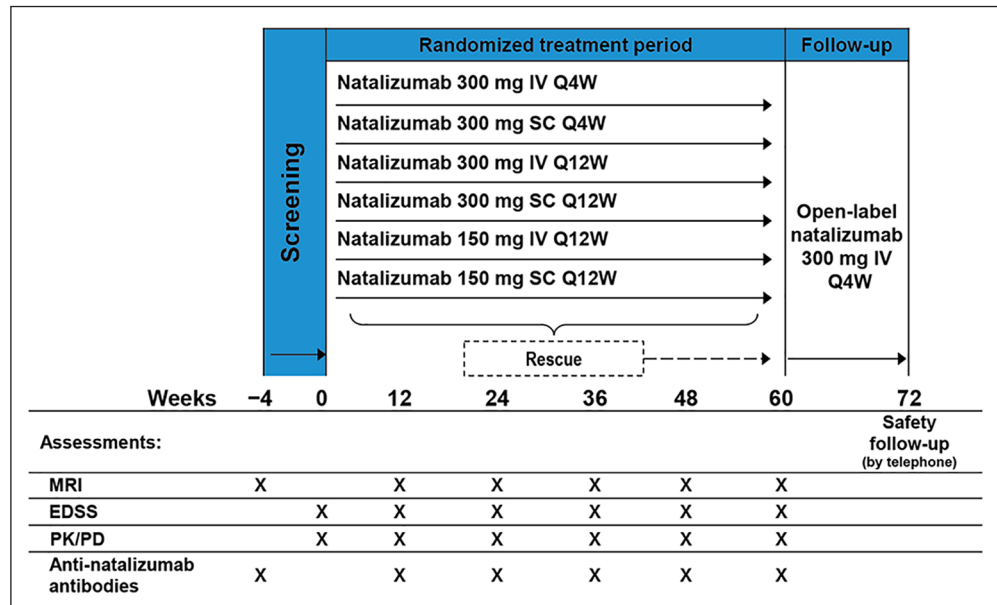 Randomized treatment period
Follow-up
Screening
Natalizumab 300 mg IV Q4W
Natalizumab 300 mg SC Q4W
Natalizumab 300 mg IV Q12W
Natalizumab 300 mg SC Q12W
Natalizumab 150 mg IV Q12W
Natalizumab 150 mg SC Q12W
Open-label
natalizumab
300 mg IV
Q4W
Rescue
Weeks −4 0 12 24 36 48 60 72
Assessments:
Safety
follow-up
(by telephone)
MRI X X X X X X
EDSS X X X X X X
PK/PD X X X X X X
Anti-natalizumab
antibodies X X X X X X